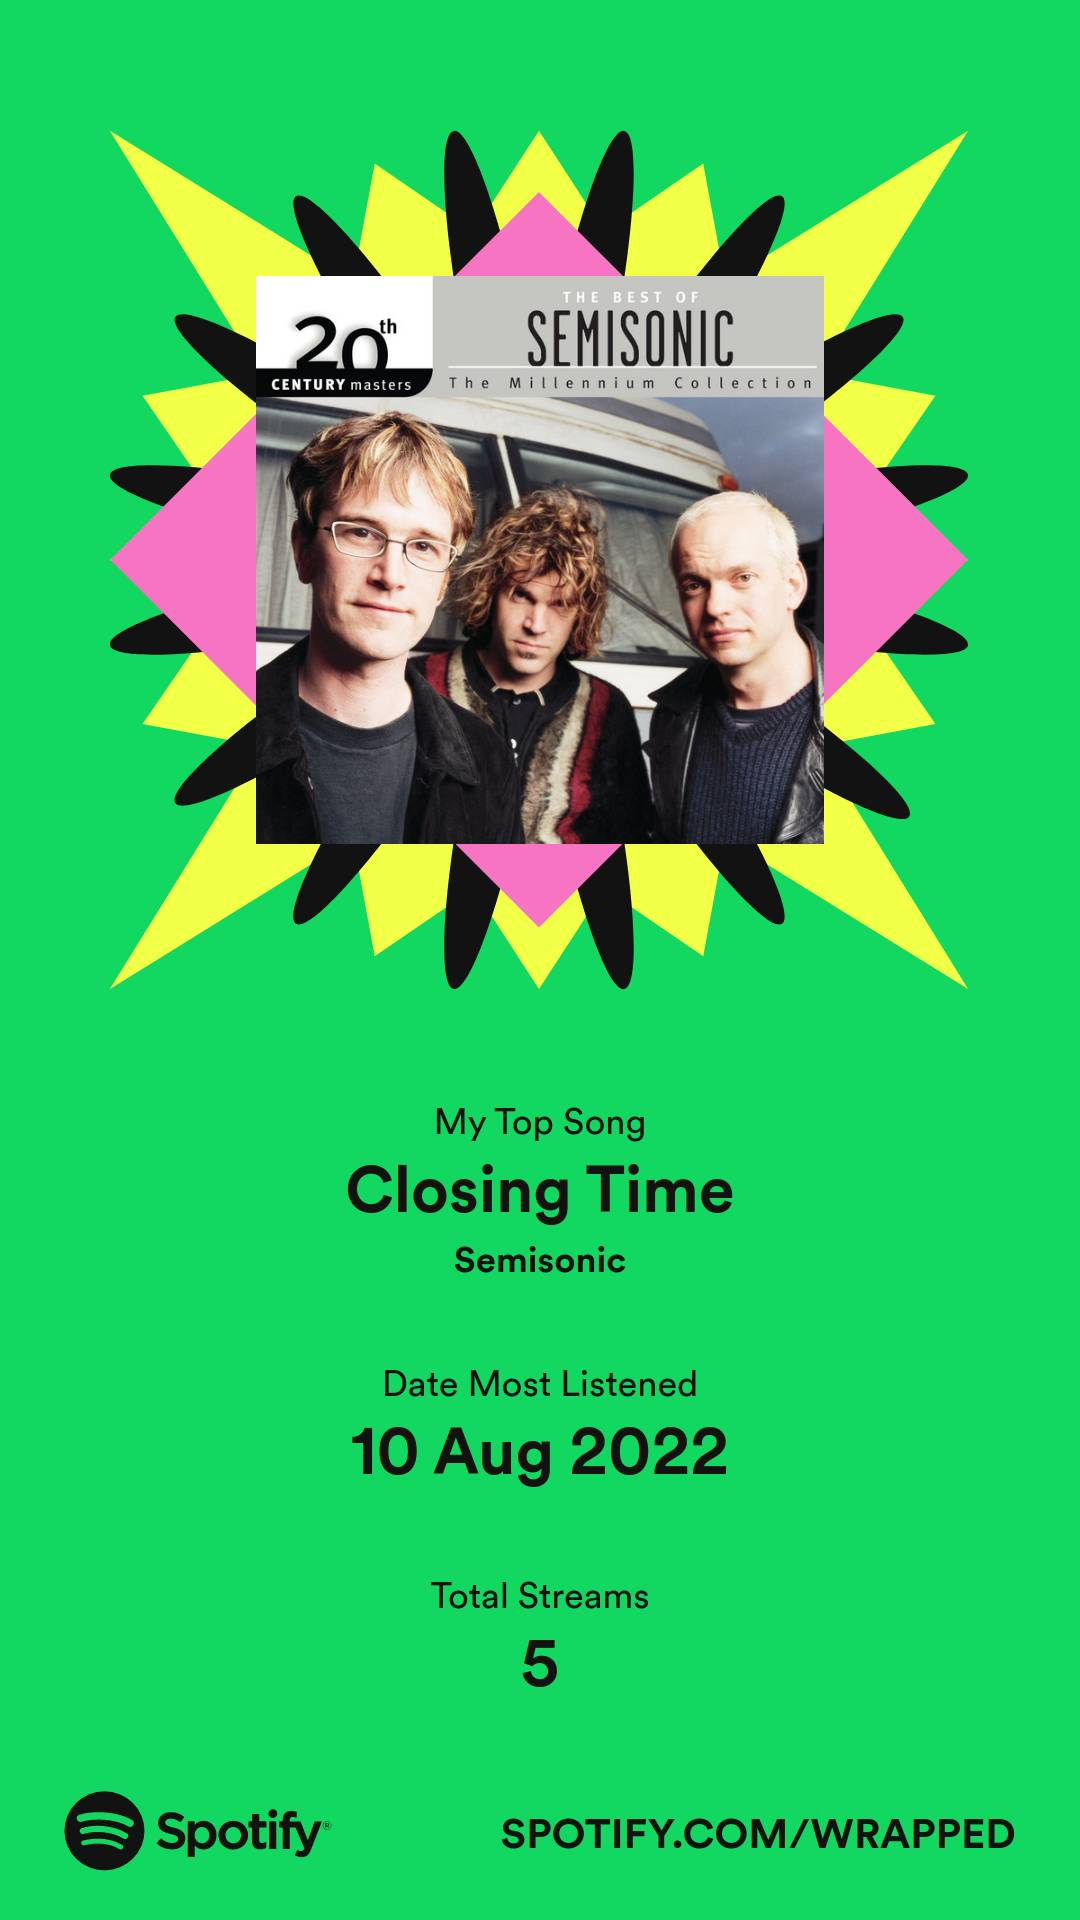 20th
CENTURY masters
THE BEST OF
SEMISONIC
The Millennium Collection
My Top Song
Closing Time
Semisonic
Date Most Listened
10 Aug 2022
Total Streams
5
Spotify®
SPOTIFY.COM/WRAPPED